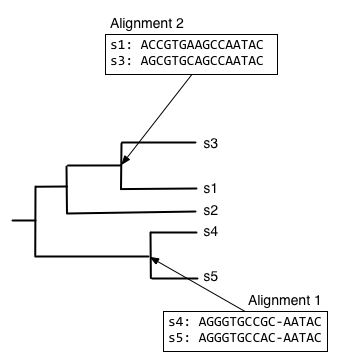 Alignment 2
s1: ACCGTGAAGCCAATAC
s3: AGCGTGCAGCCAATAC
s3
s1
s2
s4
s5
Alignment 1
s4: AGGGTGCCGC-AATAC
s5: AGGGTGCCAC-AATAC